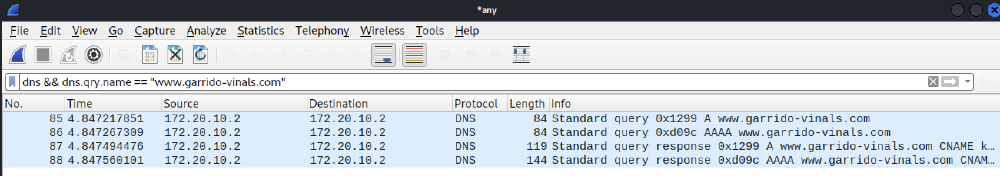 *any
File Edit View Go Capture Analyze Statistics Telephony Wireless Tools Help
dns && dns.qry.name == "www.garrido-vinals.com"
No. Time Source Destination Protocol Length Info
85 4.847217851 172.20.10.2 172.20.10.2 DNS 84 Standard query 0x1299 A www.garrido-vinals.com
86 4.847267309 172.20.10.2 172.20.10.2 DNS 84 Standard query 0xd09c AAAA www.garrido-vinals.com
87 4.847494476 172.20.10.2 172.20.10.2 DNS 119 Standard query response 0x1299 A www.garrido-vinals.com CNAME k…
88 4.847560101 172.20.10.2 172.20.10.2 DNS 144 Standard query response 0xd09c AAAA www.garrido-vinals.com CNAM…